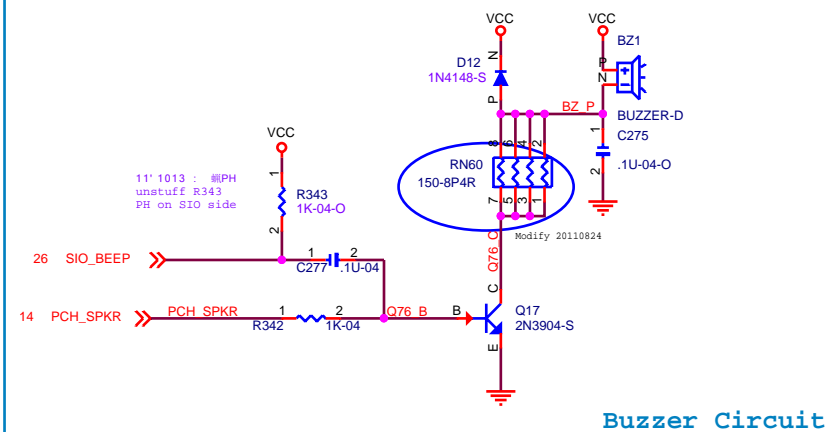 VCC
VCC
BZ1
D12
1N4148-S
N
P
P
N
BZ_P
BUZZER-D
1
C275
.1U-04-O
2
8
6
4
2
RN60
150-8P4R
7
5
3
1
Modify 20110824
VCC
11' 1013 :
PH
unstuff R343
PH on SIO side
1
R343
1K-04-O
2
26 SIO_BEEP
1
2
C277
.1U-04
Q76_C
14 PCH_SPKR
PCH_SPKR
1
2
R342
1K-04
Q76_B
B
C
E
Q17
2N3904-S
Buzzer Circuit